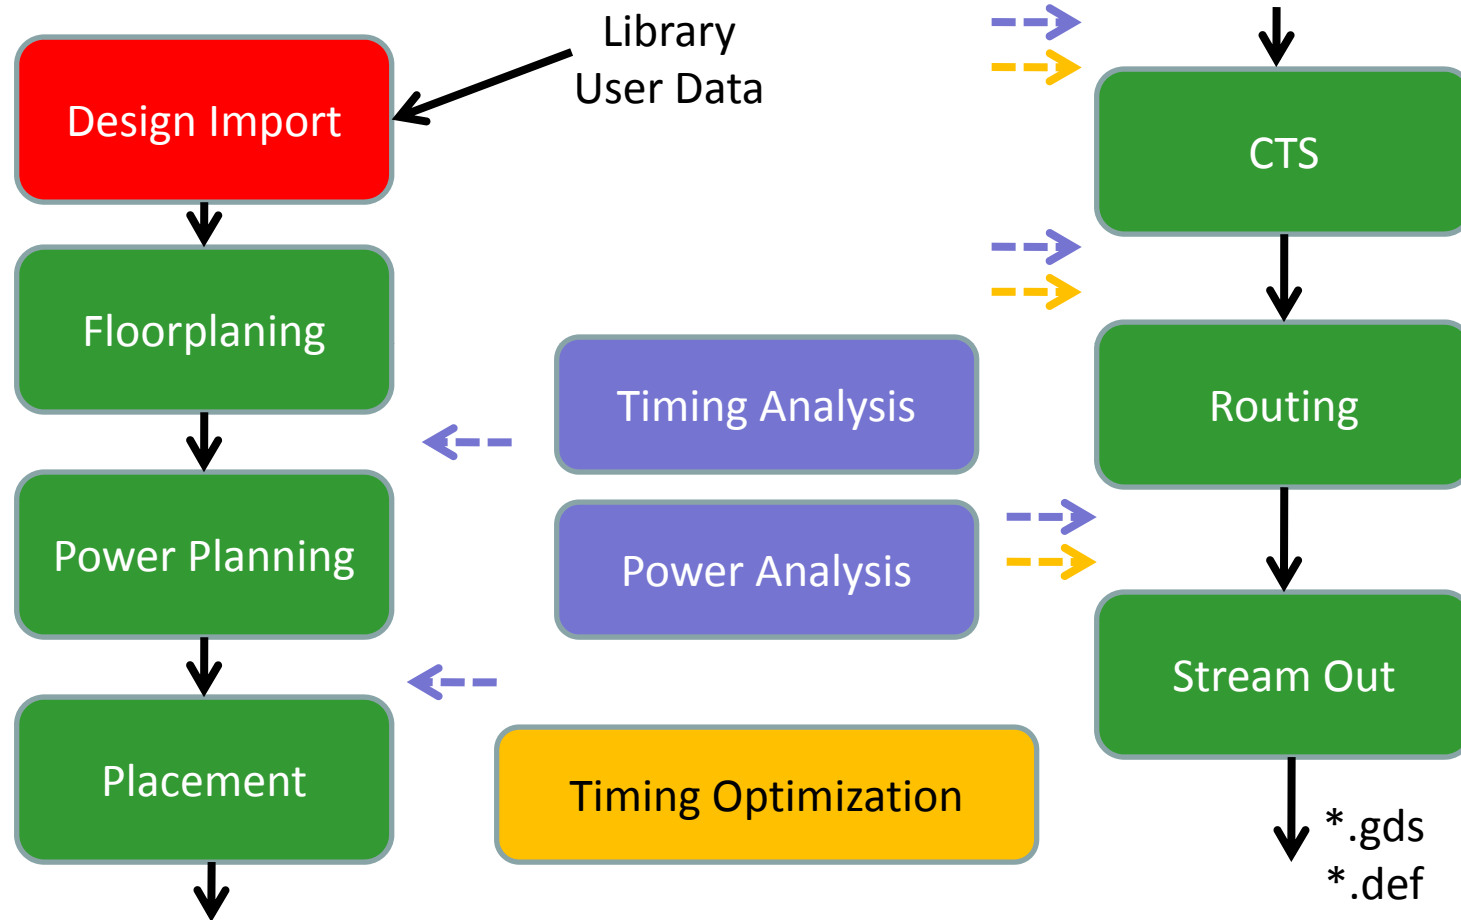 Library
User Data
Design Import
Floorplaning
Power Planning
Placement
Timing Analysis
Power Analysis
Timing Optimization
CTS
Routing
Stream Out
*.gds
*.def